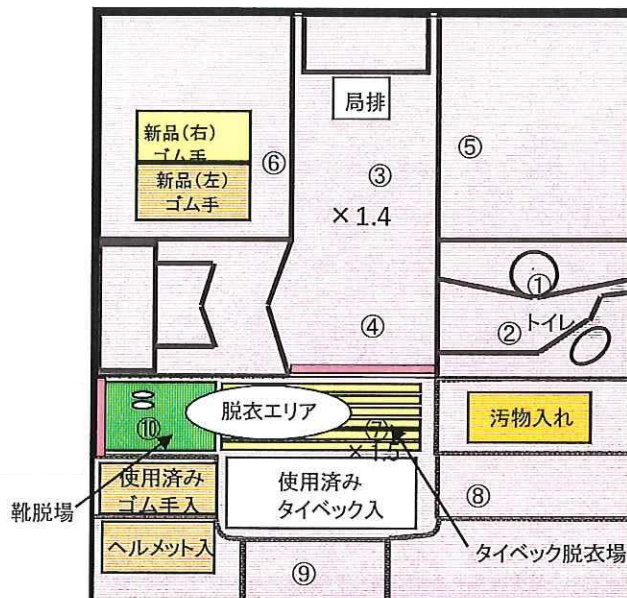 局排
新品(右)
ゴム手
新品(左)
ゴム手
⑥
③
⑤
×1.4
①
④
② トイレ
脱衣エリア
⑩
⑦
×1.5
汚物入れ
使用済み
ゴム手入
使用済み
タイベック入
⑧
靴脱場
ヘルメット入
タイベック脱衣場
⑨